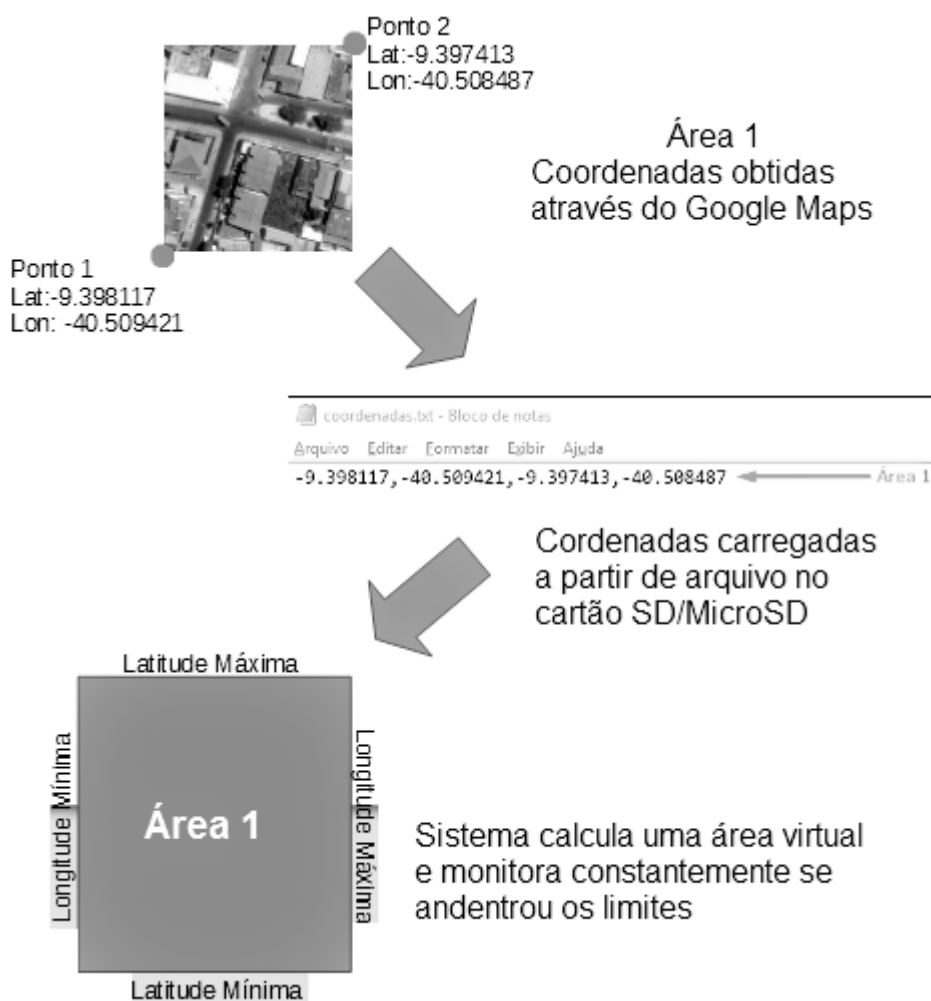 Ponto 2
Lat:-9.397413
Lon:-40.508487
Área 1
Coordenadas obtidas
através do Google Maps
Ponto 1
Lat:-9.398117
Lon: -40.509421
coordenadas.txt - Bloco de notas
Arquivo Editar Formatar Exibir Ajuda
-9.398117,-40.509421,-9.397413,-40.508487
Área 1
Cordenadas carregadas
a partir de arquivo no
cartão SD/MicroSD
Latitude Máxima
Longitude Mínima
Área 1
Longitude Máxima
Sistema calcula uma área virtual
e monitora constantemente se
andentrou os limites
Latitude Mínima